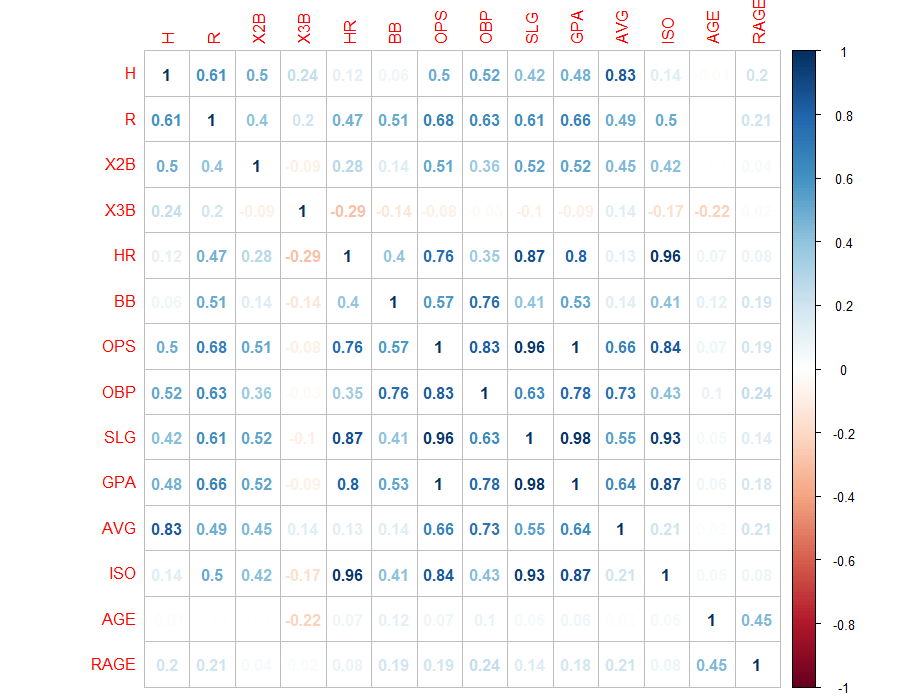 H R X2B X3B HR BB OPS OBP SLG GPA AVG ISO AGE RAGE
H 1 0.61 0.5 0.24 0.12 0.06 0.5 0.52 0.42 0.48 0.83 0.14 0.2
R 0.61 1 0.4 0.2 0.47 0.51 0.68 0.63 0.61 0.66 0.49 0.5 0.21
X2B 0.5 0.4 1 -0.09 0.28 0.14 0.51 0.36 0.52 0.52 0.45 0.42 0.04
X3B 0.24 0.2 -0.09 1 -0.29 -0.14 -0.08 -0.1 -0.09 0.14 -0.17 -0.22 0.02
HR 0.12 0.47 0.28 -0.29 1 0.4 0.76 0.35 0.87 0.8 0.13 0.96 0.07 0.08
BB 0.06 0.51 0.14 -0.14 0.4 1 0.57 0.76 0.41 0.53 0.14 0.41 0.12 0.19
OPS 0.5 0.68 0.51 -0.08 0.76 0.57 1 0.83 0.96 1 0.66 0.84 0.07 0.19
OBP 0.52 0.63 0.36 0.35 0.76 0.83 1 0.63 0.78 0.73 0.43 0.1 0.24
SLG 0.42 0.61 0.52 -0.1 0.87 0.41 0.96 0.63 1 0.98 0.55 0.93 0.05 0.14
GPA 0.48 0.66 0.52 -0.09 0.8 0.53 1 0.78 0.98 1 0.64 0.87 0.06 0.18
AVG 0.83 0.49 0.45 0.14 0.13 0.14 0.66 0.73 0.55 0.64 1 0.21 0.21
ISO 0.14 0.5 0.42 -0.17 0.96 0.41 0.84 0.43 0.93 0.87 0.21 1 0.05 0.08
AGE -0.22 0.07 0.12 0.07 0.1 0.05 0.06 0.05 1 0.45
RAGE 0.2 0.21 0.04 0.02 0.08 0.19 0.19 0.24 0.14 0.18 0.21 0.08 0.45 1
1
0.8
0.6
0.4
0.2
0
-0.2
-0.4
-0.6
-0.8
-1